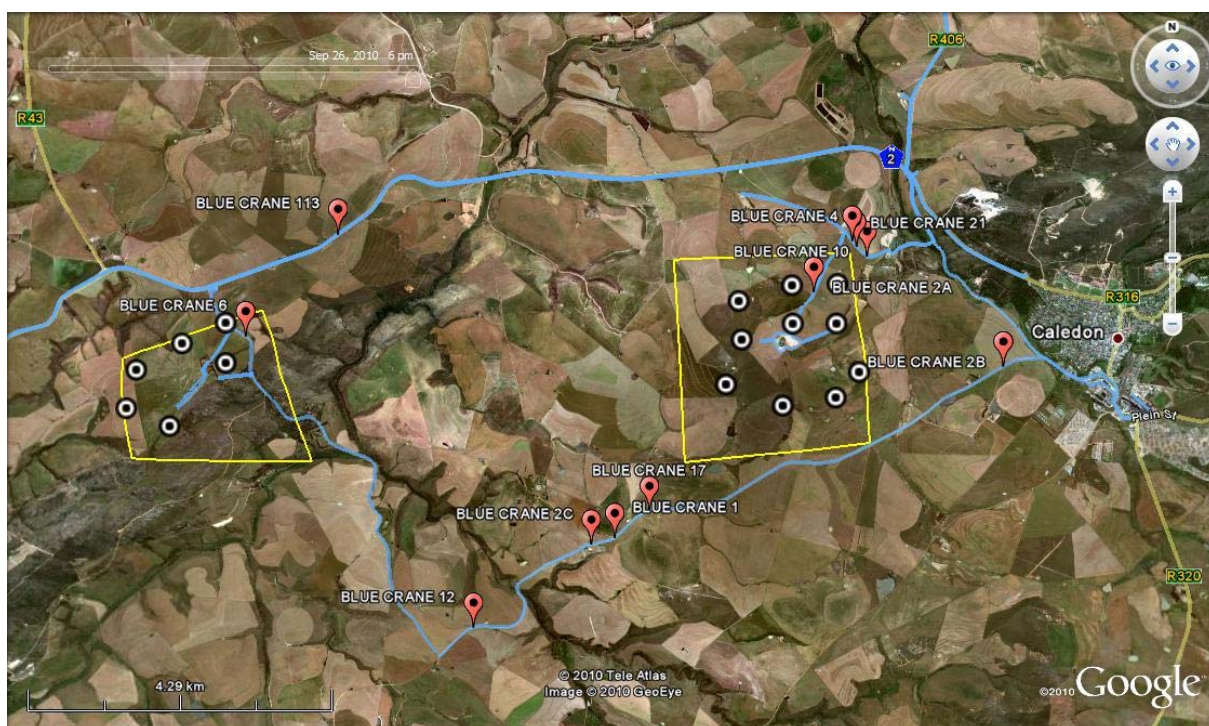 Sep 26, 2010 6 pm
R406
N
R43
2
BLUE CRANE 113
BLUE CRANE 4
BLUE CRANE 21
BLUE CRANE 10
BLUE CRANE 2A
BLUE CRANE 6
R316
Caledon
BLUE CRANE 2B
Plein St
BLUE CRANE 17
BLUE CRANE 1
BLUE CRANE 2C
R320
BLUE CRANE 12
4.29 km
© 2010 Tele Atlas
Image © 2010 GeoEye
©2010 Google